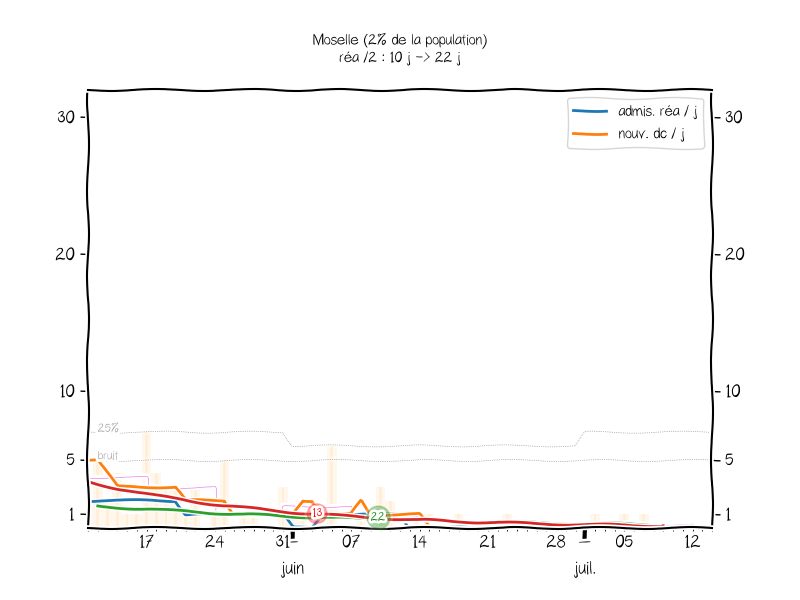 Moselle (2% de la population)
réa /2 : 10 j -> 22 j
admis. réa / j
nouv. dc / j
30 30
20 20
10 10
25%
bruit
5 5
13 22
1 1
17 24 31 07 14 21 28 05 12
juin juil.